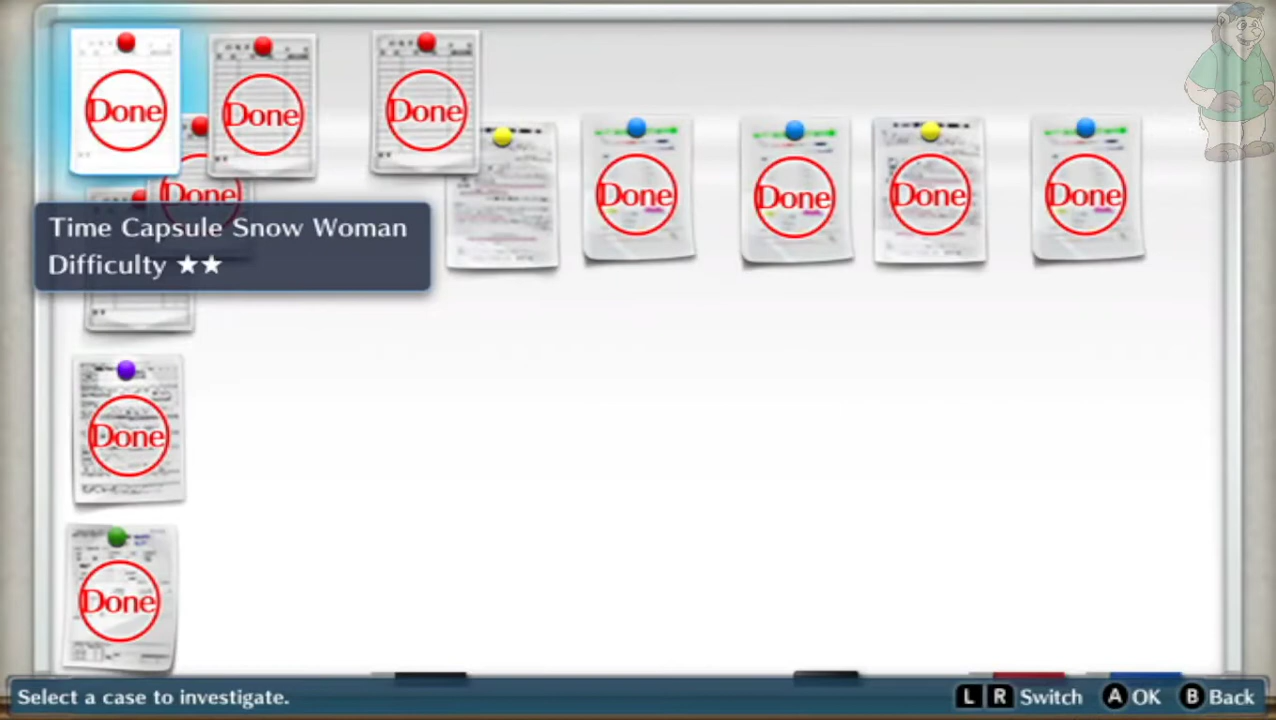 Done
Done
Done
Done
Done
Done
Done
Done
Time Capsule Snow Woman
Difficulty ★★
Done
Done
Select a case to investigate.
L R Switch A OK B Back